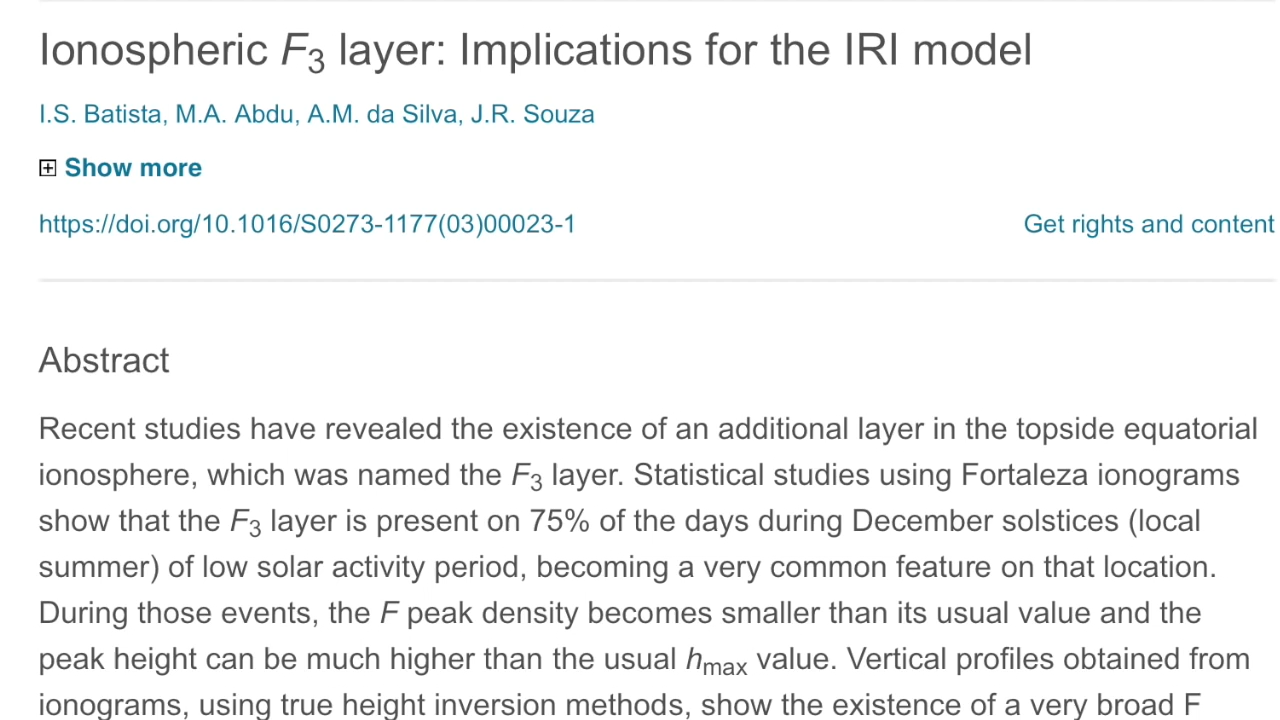 Ionospheric F3 layer: Implications for the IRI model
I.S. Batista, M.A. Abdu, A.M. da Silva, J.R. Souza
Show more
https://doi.org/10.1016/S0273-1177(03)00023-1 Get rights and content
Abstract
Recent studies have revealed the existence of an additional layer in the topside equatorial
ionosphere, which was named the F3 layer. Statistical studies using Fortaleza ionograms
show that the F3 layer is present on 75% of the days during December solstices (local
summer) of low solar activity period, becoming a very common feature on that location.
During those events, the F peak density becomes smaller than its usual value and the
peak height can be much higher than the usual hmax value. Vertical profiles obtained from
ionograms, using true height inversion methods, show the existence of a very broad F